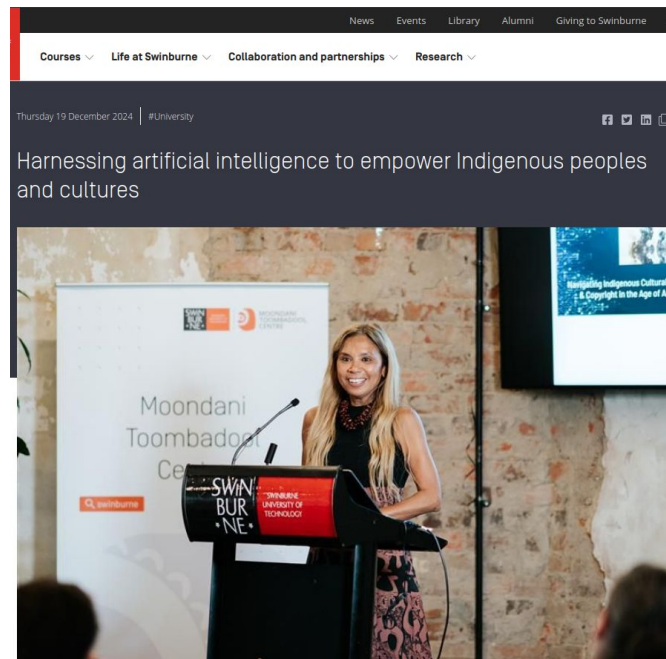 News Events Library Alumni Giving to Swinburne
Courses Life at Swinburne Collaboration and partnerships Research
Thursday 19 December 2024 #University
Harnessing artificial intelligence to empower Indigenous peoples
and cultures
SWIN
BUR
NE
MOONDANI
TOOMBADOOL
CENTRE
Navigating Indigenous Cultural
& Copyright in the Age of
Moondani
Toombadool
Ce
swinburne
SWIN
BUR
NE
SWINBURNE
UNIVERSITY OF
TECHNOLOGY